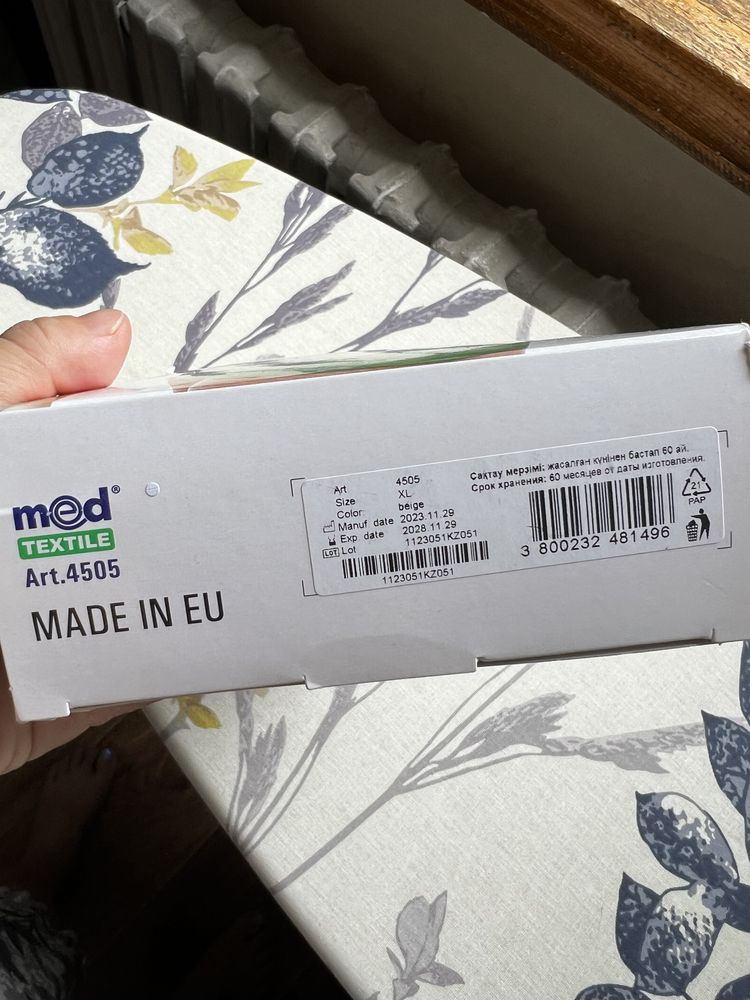 med®
TEXTILE
Art.4505
MADE IN EU
Art 4505
Size XL
Color: beige
Manuf. date 2023.11.29
Exp. date 2028.11.29
LOT Lot 1123051KZ051
1123051KZ051
Сақтау мерзімі: жасалған күнінен бастап 60 ай.
Срок хранения: 60 месяцев от даты изготовления.
3 800232 481496
21
PAP